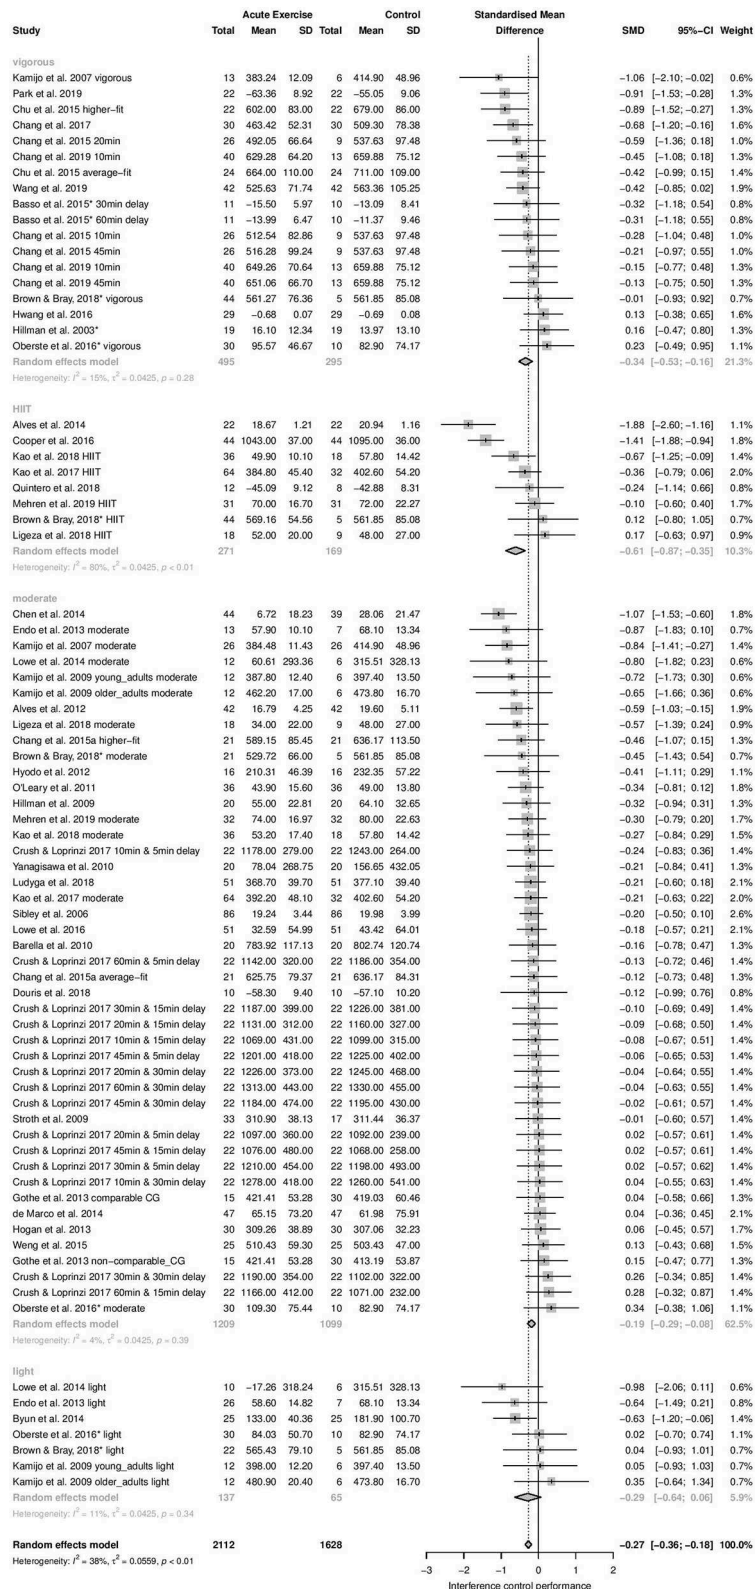 Acute Exercise Control Standardised Mean
Study Total Mean SD Total Mean SD Difference SMD 95%-CI Weight
vigorous
Kamijo et al. 2007 vigorous 13 383.24 12.09 6 414.90 48.96 −1.06 [−2.10; −0.02] 0.6%
Park et al. 2019 22 −63.36 8.92 22 −55.05 9.06 −0.91 [−1.53; −0.28] 1.3%
Chu et al. 2015 higher-fit 22 602.00 83.00 22 679.00 86.00 −0.89 [−1.52; −0.27] 1.3%
Chang et al. 2017 30 463.42 52.31 30 509.30 78.38 −0.68 [−1.20; −0.16] 1.6%
Chang et al. 2015 20min 26 492.05 66.64 9 537.63 97.48 −0.59 [−1.36; 0.18] 1.0%
Chang et al. 2019 10min 40 629.28 64.20 13 659.88 75.12 −0.45 [−1.08; 0.18] 1.3%
Chu et al. 2015 average-fit 24 664.00 110.00 24 711.00 109.00 −0.42 [−0.99; 0.15] 1.4%
Wang et al. 2019 42 525.63 71.74 42 563.36 105.25 −0.42 [−0.85; 0.02] 1.9%
Basso et al. 2015* 30min delay 11 −15.50 5.97 10 −13.09 8.41 −0.32 [−1.18; 0.54] 0.8%
Basso et al. 2015* 60min delay 11 −13.99 6.47 10 −11.37 9.46 −0.31 [−1.18; 0.55] 0.8%
Chang et al. 2015 10min 26 512.54 82.86 9 537.63 97.48 −0.28 [−1.04; 0.48] 1.0%
Chang et al. 2015 45min 26 516.28 99.24 9 537.63 97.48 −0.21 [−0.97; 0.55] 1.0%
Chang et al. 2019 10min 40 649.26 70.64 13 659.88 75.12 −0.15 [−0.77; 0.48] 1.3%
Chang et al. 2019 45min 40 651.06 66.70 13 659.88 75.12 −0.13 [−0.75; 0.50] 1.3%
Brown & Bray, 2018* vigorous 44 561.27 76.36 5 561.85 85.08 −0.01 [−0.93; 0.92] 0.7%
Hwang et al. 2016 29 −0.68 0.07 29 −0.69 0.08 0.13 [−0.38; 0.65] 1.6%
Hillman et al. 2003* 19 16.10 12.34 19 13.97 13.10 0.16 [−0.47; 0.80] 1.2%
Oberste et al. 2016* vigorous 30 95.57 46.67 10 82.90 74.17 0.23 [−0.49; 0.95] 1.1%
Random effects model 495 295 −0.34 [−0.53; −0.16] 21.3%
Heterogeneity: I² = 15%, τ² = 0.0425, p = 0.28
HIIT
Alves et al. 2014 22 18.67 1.21 22 20.94 1.16 −1.88 [−2.60; −1.16] 1.1%
Cooper et al. 2016 44 1043.00 37.00 44 1095.00 36.00 −1.41 [−1.88; −0.94] 1.8%
Kao et al. 2018 HIIT 36 49.90 10.10 18 57.80 14.42 −0.67 [−1.25; −0.09] 1.4%
Kao et al. 2017 HIIT 64 384.80 45.40 32 402.60 54.20 −0.36 [−0.79; 0.06] 1.9%
Quintero et al. 2018 12 −45.09 9.12 8 −42.88 8.31 −0.24 [−1.14; 0.66] 0.8%
Mehren et al. 2019 HIIT 31 70.00 16.70 31 72.00 22.27 −0.10 [−0.60; 0.40] 1.7%
Brown & Bray, 2018* HIIT 44 569.16 54.56 5 561.85 85.08 0.12 [−0.80; 1.05] 0.7%
Ligeza et al. 2018 HIIT 18 52.00 20.00 9 48.00 27.00 0.17 [−0.63; 0.97] 0.9%
Random effects model 271 169 −0.61 [−0.87; −0.35] 10.3%
Heterogeneity: I² = 80%, τ² = 0.0425, p < 0.01
moderate
Chen et al. 2014 44 6.72 18.23 39 28.06 21.47 −1.07 [−1.53; −0.60] 1.8%
Endo et al. 2013 moderate 13 57.90 10.10 7 68.10 13.34 −0.87 [−1.83; 0.10] 0.7%
Kamijo et al. 2007 moderate 26 384.48 11.43 26 414.90 48.96 −0.84 [−1.41; −0.27] 1.4%
Lowe et al. 2014 moderate 12 60.61 293.36 6 315.51 328.13 −0.80 [−1.82; 0.23] 0.6%
Kamijo et al. 2009 young_adults moderate 12 387.80 12.40 6 397.40 13.50 −0.72 [−1.73; 0.30] 0.6%
Kamijo et al. 2009 older_adults moderate 12 462.20 17.00 6 473.80 16.70 −0.65 [−1.66; 0.36] 0.6%
Alves et al. 2012 42 16.79 4.25 42 19.60 5.11 −0.59 [−1.03; −0.15] 1.9%
Ligeza et al. 2018 moderate 18 34.00 22.00 9 48.00 27.00 −0.57 [−1.39; 0.24] 0.9%
Chang et al. 2015a higher-fit 21 589.15 85.45 21 636.17 113.50 −0.46 [−1.07; 0.15] 1.3%
Brown & Bray, 2018* moderate 21 529.72 66.00 5 561.85 85.08 −0.45 [−1.43; 0.54] 0.7%
Hyodo et al. 2012 16 210.31 46.39 16 232.35 57.22 −0.41 [−1.11; 0.29] 1.1%
O'Leary et al. 2011 36 43.90 15.60 36 49.00 13.80 −0.34 [−0.81; 0.12] 1.8%
Hillman et al. 2009 20 55.00 22.81 20 64.10 32.65 −0.32 [−0.94; 0.31] 1.3%
Mehren et al. 2019 moderate 32 74.00 16.97 32 80.00 22.63 −0.30 [−0.79; 0.20] 1.7%
Kao et al. 2018 moderate 36 53.20 17.40 18 57.80 14.42 −0.27 [−0.84; 0.29] 1.4%
Crush & Loprinzi 2017 10min & 5min delay 22 1178.00 279.00 22 1243.00 264.00 −0.24 [−0.83; 0.36] 1.4%
Yanagisawa et al. 2010 20 78.04 268.75 20 156.65 432.05 −0.21 [−0.84; 0.41] 1.3%
Ludyga et al. 2018 51 368.70 39.70 51 377.10 39.40 −0.21 [−0.60; 0.18] 2.1%
Kao et al. 2017 moderate 64 392.20 48.10 32 402.60 54.20 −0.21 [−0.63; 0.22] 1.9%
Sibley et al. 2006 86 19.24 3.44 86 19.98 3.99 −0.20 [−0.50; 0.10] 2.4%
Lowe et al. 2016 51 32.59 54.99 51 43.42 64.01 −0.18 [−0.57; 0.21] 2.1%
Barella et al. 2010 20 783.92 117.13 20 802.74 120.74 −0.16 [−0.78; 0.47] 1.3%
Crush & Loprinzi 2017 60min & 5min delay 22 1142.00 320.00 22 1186.00 354.00 −0.13 [−0.72; 0.46] 1.4%
Chang et al. 2015a average-fit 21 625.75 79.37 21 636.17 84.31 −0.12 [−0.73; 0.48] 1.3%
Douris et al. 2018 10 −58.30 9.40 10 −57.10 10.20 −0.12 [−0.99; 0.76] 0.8%
Crush & Loprinzi 2017 30min & 15min delay 22 1187.00 399.00 22 1226.00 381.00 −0.10 [−0.69; 0.49] 1.4%
Crush & Loprinzi 2017 20min & 15min delay 22 1131.00 312.00 22 1160.00 327.00 −0.09 [−0.68; 0.50] 1.4%
Crush & Loprinzi 2017 10min & 15min delay 22 1069.00 431.00 22 1099.00 315.00 −0.08 [−0.67; 0.51] 1.4%
Crush & Loprinzi 2017 45min & 5min delay 22 1201.00 418.00 22 1225.00 402.00 −0.06 [−0.65; 0.53] 1.4%
Crush & Loprinzi 2017 20min & 30min delay 22 1226.00 373.00 22 1245.00 468.00 −0.04 [−0.64; 0.55] 1.4%
Crush & Loprinzi 2017 60min & 30min delay 22 1313.00 443.00 22 1330.00 455.00 −0.04 [−0.63; 0.55] 1.4%
Crush & Loprinzi 2017 45min & 30min delay 22 1184.00 474.00 22 1195.00 430.00 −0.02 [−0.61; 0.57] 1.4%
Stroth et al. 2009 33 310.90 38.13 17 311.44 36.37 −0.01 [−0.60; 0.57] 1.4%
Crush & Loprinzi 2017 20min & 5min delay 22 1097.00 360.00 22 1092.00 239.00 0.02 [−0.57; 0.61] 1.4%
Crush & Loprinzi 2017 45min & 15min delay 22 1076.00 480.00 22 1068.00 258.00 0.02 [−0.57; 0.61] 1.4%
Crush & Loprinzi 2017 30min & 5min delay 22 1210.00 454.00 22 1198.00 493.00 0.02 [−0.57; 0.62] 1.4%
Crush & Loprinzi 2017 10min & 30min delay 22 1278.00 418.00 22 1260.00 541.00 0.04 [−0.55; 0.63] 1.4%
Gothe et al. 2013 comparable CG 15 421.41 53.28 30 419.03 60.46 0.04 [−0.58; 0.66] 1.3%
de Marco et al. 2014 47 65.15 73.20 47 61.98 75.91 0.04 [−0.36; 0.45] 2.1%
Hogan et al. 2013 30 309.26 38.89 30 307.06 32.23 0.06 [−0.45; 0.57] 1.7%
Weng et al. 2015 25 510.43 59.30 25 503.43 47.00 0.13 [−0.43; 0.68] 1.5%
Gothe et al. 2013 non-comparable_CG 15 421.41 53.28 30 413.19 53.87 0.15 [−0.47; 0.77] 1.3%
Crush & Loprinzi 2017 30min & 30min delay 22 1190.00 354.00 22 1102.00 322.00 0.26 [−0.34; 0.85] 1.4%
Crush & Loprinzi 2017 60min & 15min delay 22 1166.00 412.00 22 1072.00 232.00 0.28 [−0.32; 0.87] 1.4%
Oberste et al. 2016* moderate 30 109.30 75.44 10 82.90 74.17 0.34 [−0.38; 1.06] 1.1%
Random effects model 1209 1099 −0.19 [−0.29; −0.08] 62.5%
Heterogeneity: I² = 4%, τ² = 0.0425, p = 0.39
light
Lowe et al. 2014 light 10 −17.26 318.24 6 315.51 328.13 −0.98 [−2.06; 0.11] 0.6%
Endo et al. 2013 light 26 58.60 14.82 7 68.10 13.34 −0.64 [−1.49; 0.21] 0.8%
Byun et al. 2014 25 133.00 40.36 25 181.90 100.70 −0.63 [−1.20; −0.06] 1.4%
Oberste et al. 2016* light 30 84.03 50.70 10 82.90 74.17 0.02 [−0.70; 0.74] 1.1%
Brown & Bray, 2018* light 22 565.43 79.10 5 561.85 85.08 0.04 [−0.93; 1.01] 0.7%
Kamijo et al. 2009 young_adults light 12 398.00 12.20 6 397.40 13.50 0.05 [−0.93; 1.03] 0.7%
Kamijo et al. 2009 older_adults light 12 480.90 20.40 6 473.80 16.70 0.35 [−0.64; 1.34] 0.7%
Random effects model 137 65 −0.29 [−0.64; 0.06] 5.9%
Heterogeneity: I² = 11%, τ² = 0.0425, p = 0.34
Random effects model 2112 1628 −0.27 [−0.36; −0.18] 100.0%
Heterogeneity: I² = 38%, τ² = 0.0559, p < 0.01
−3 −2 −1 0 1 2 3
Interference control performance